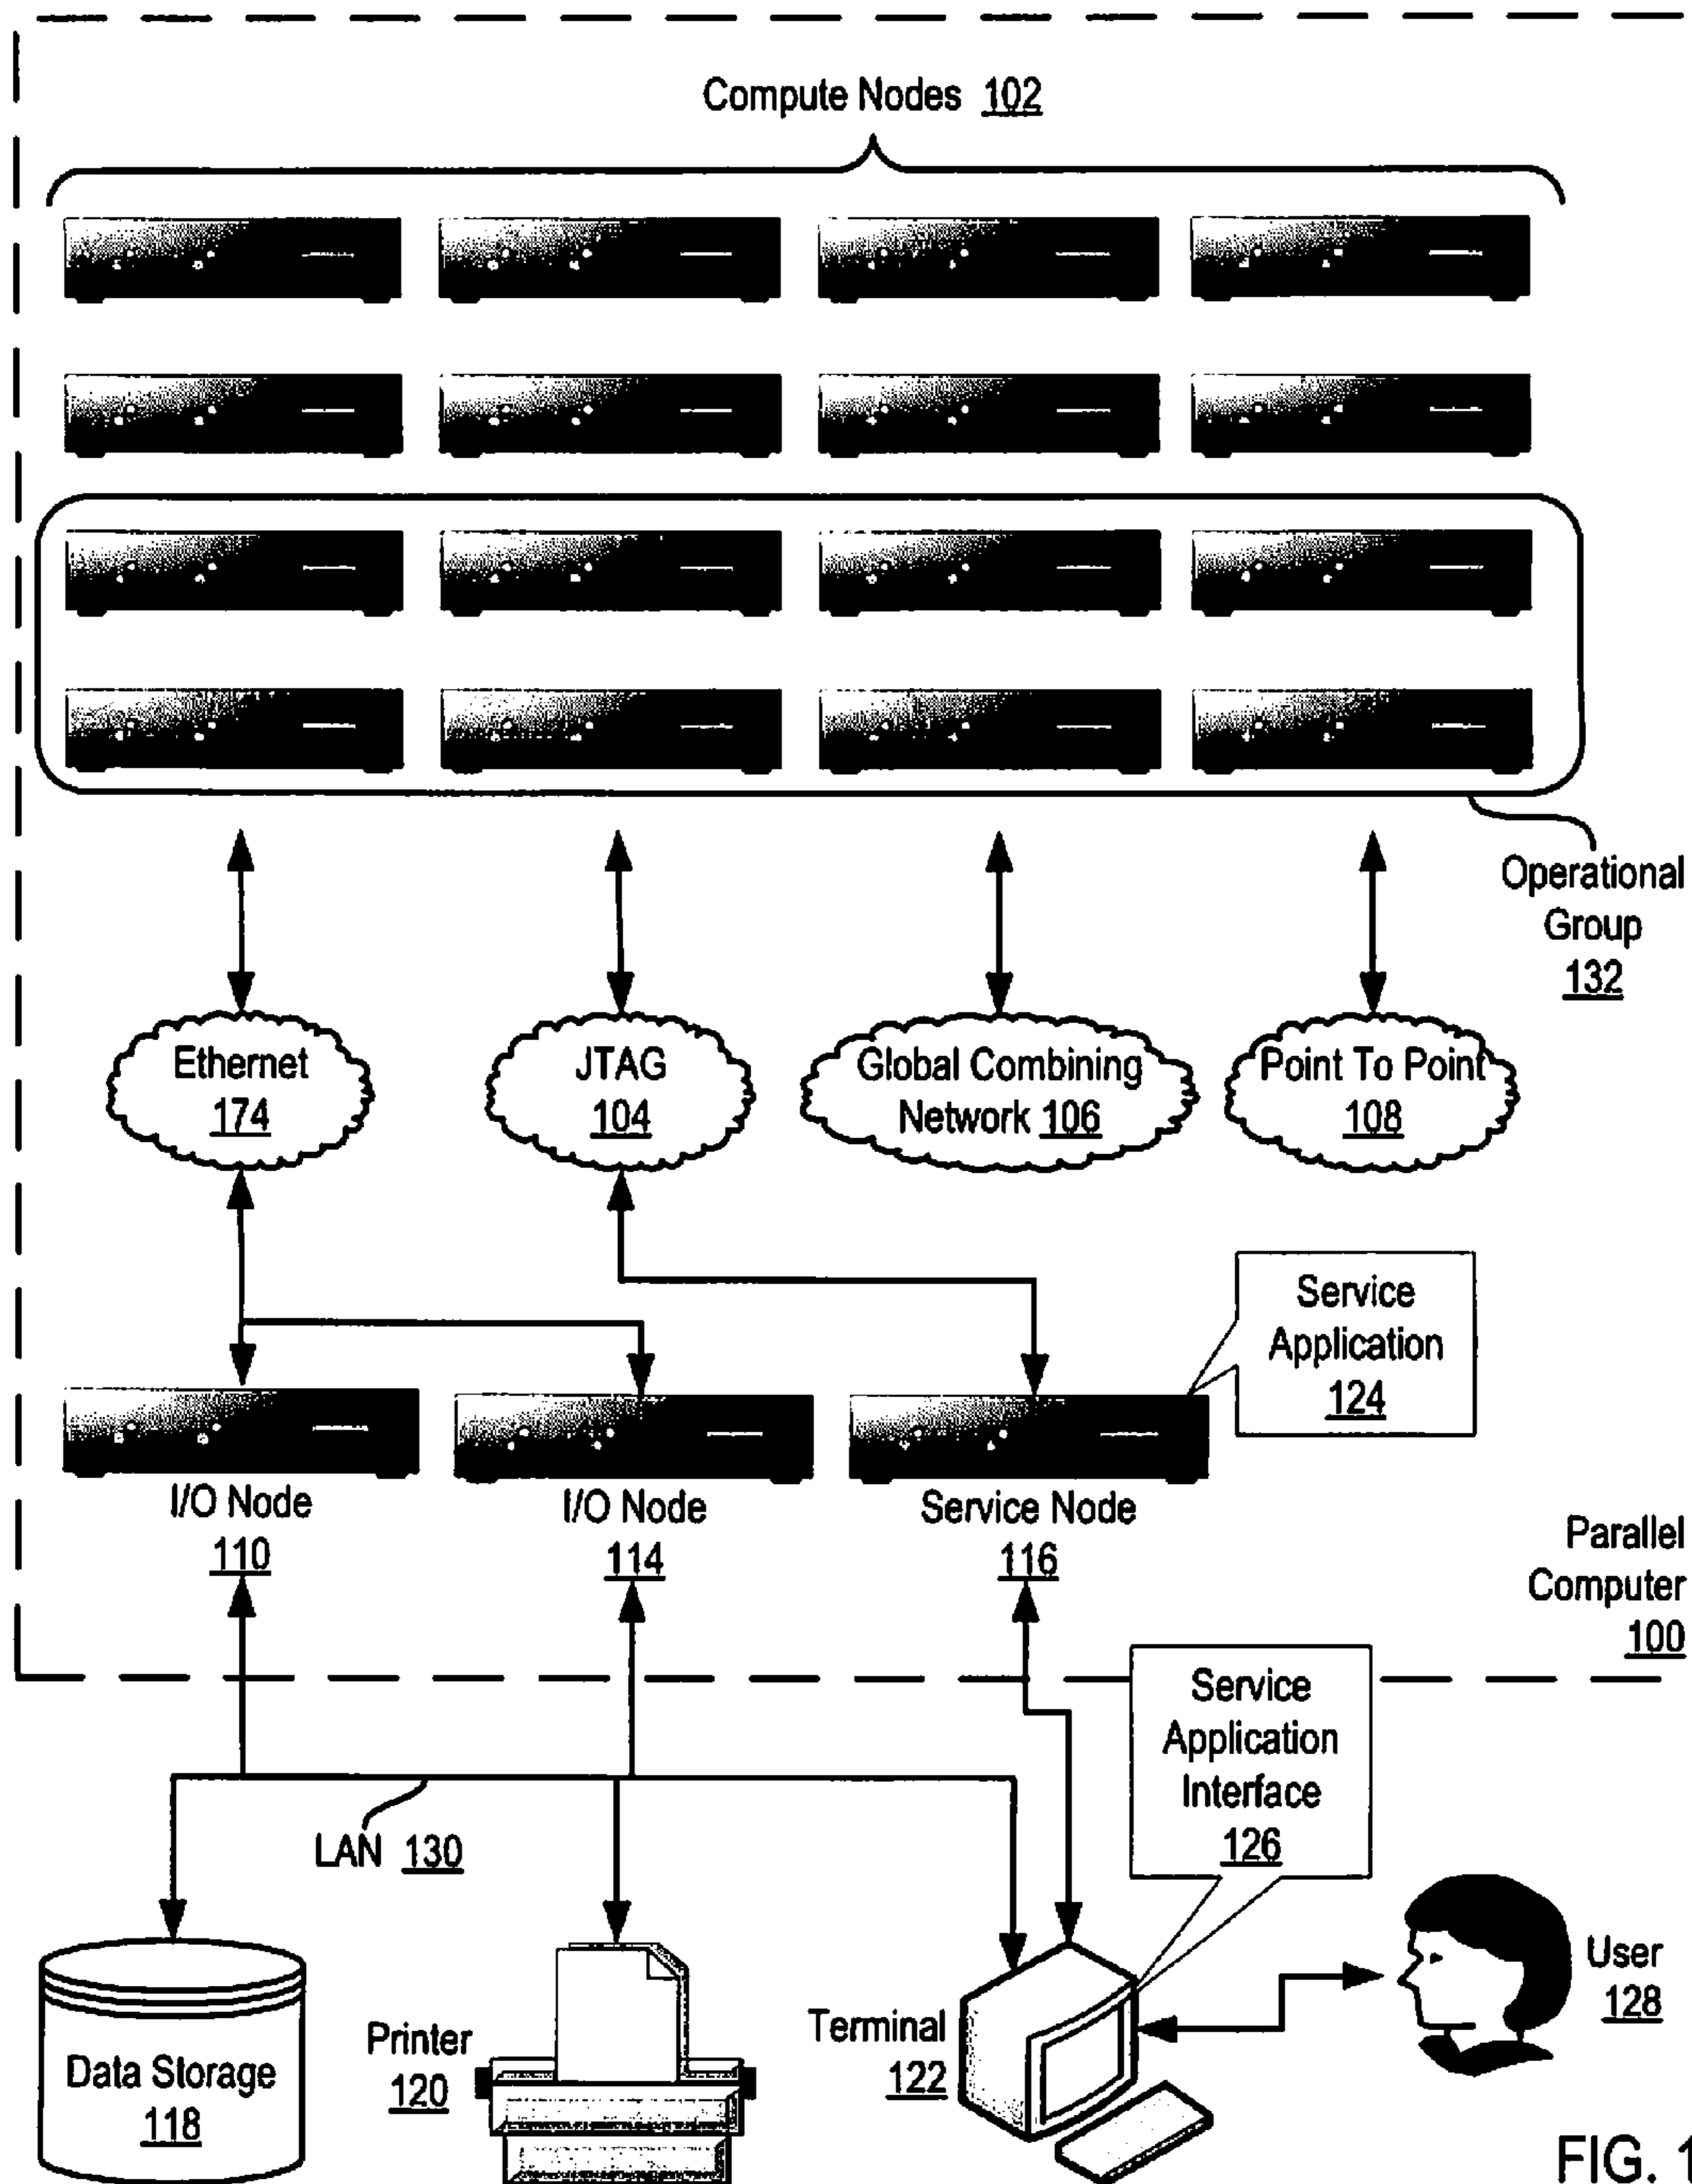 Compute Nodes 102
Operational
Group
132
Ethernet
174
JTAG
104
Global Combining
Network 106
Point To Point
108
Service
Application
124
I/O Node
110
I/O Node
114
Service Node
116
Parallel
Computer
100
Service
Application
Interface
126
LAN 130
Data Storage
118
Printer
120
Terminal
122
User
128
FIG. 1